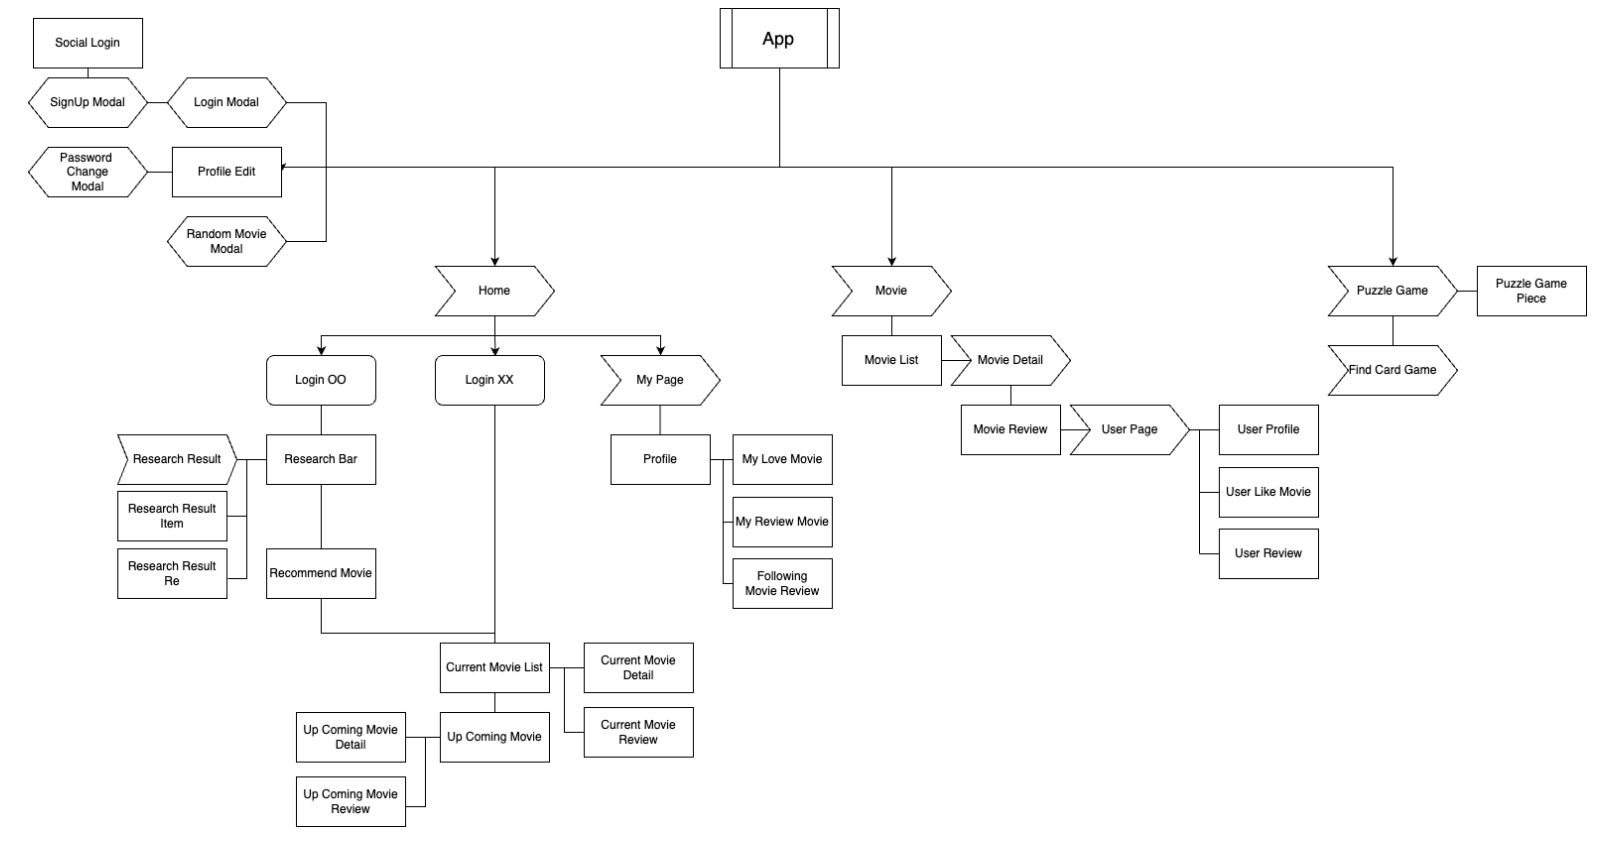 App
Social Login
SignUp Modal
Login Modal
Password
Change
Modal
Profile Edit
Random Movie
Modal
Home
Movie
Puzzle Game
Puzzle Game
Piece
Movie List
Movie Detail
Find Card Game
Login OO
Login XX
My Page
Movie Review
User Page
User Profile
Research Result
Research Bar
Profile
My Love Movie
User Like Movie
Research Result
Item
My Review Movie
User Review
Research Result
Re
Recommend Movie
Following
Movie Review
Current Movie List
Current Movie
Detail
Up Coming Movie
Detail
Up Coming Movie
Current Movie
Review
Up Coming Movie
Review